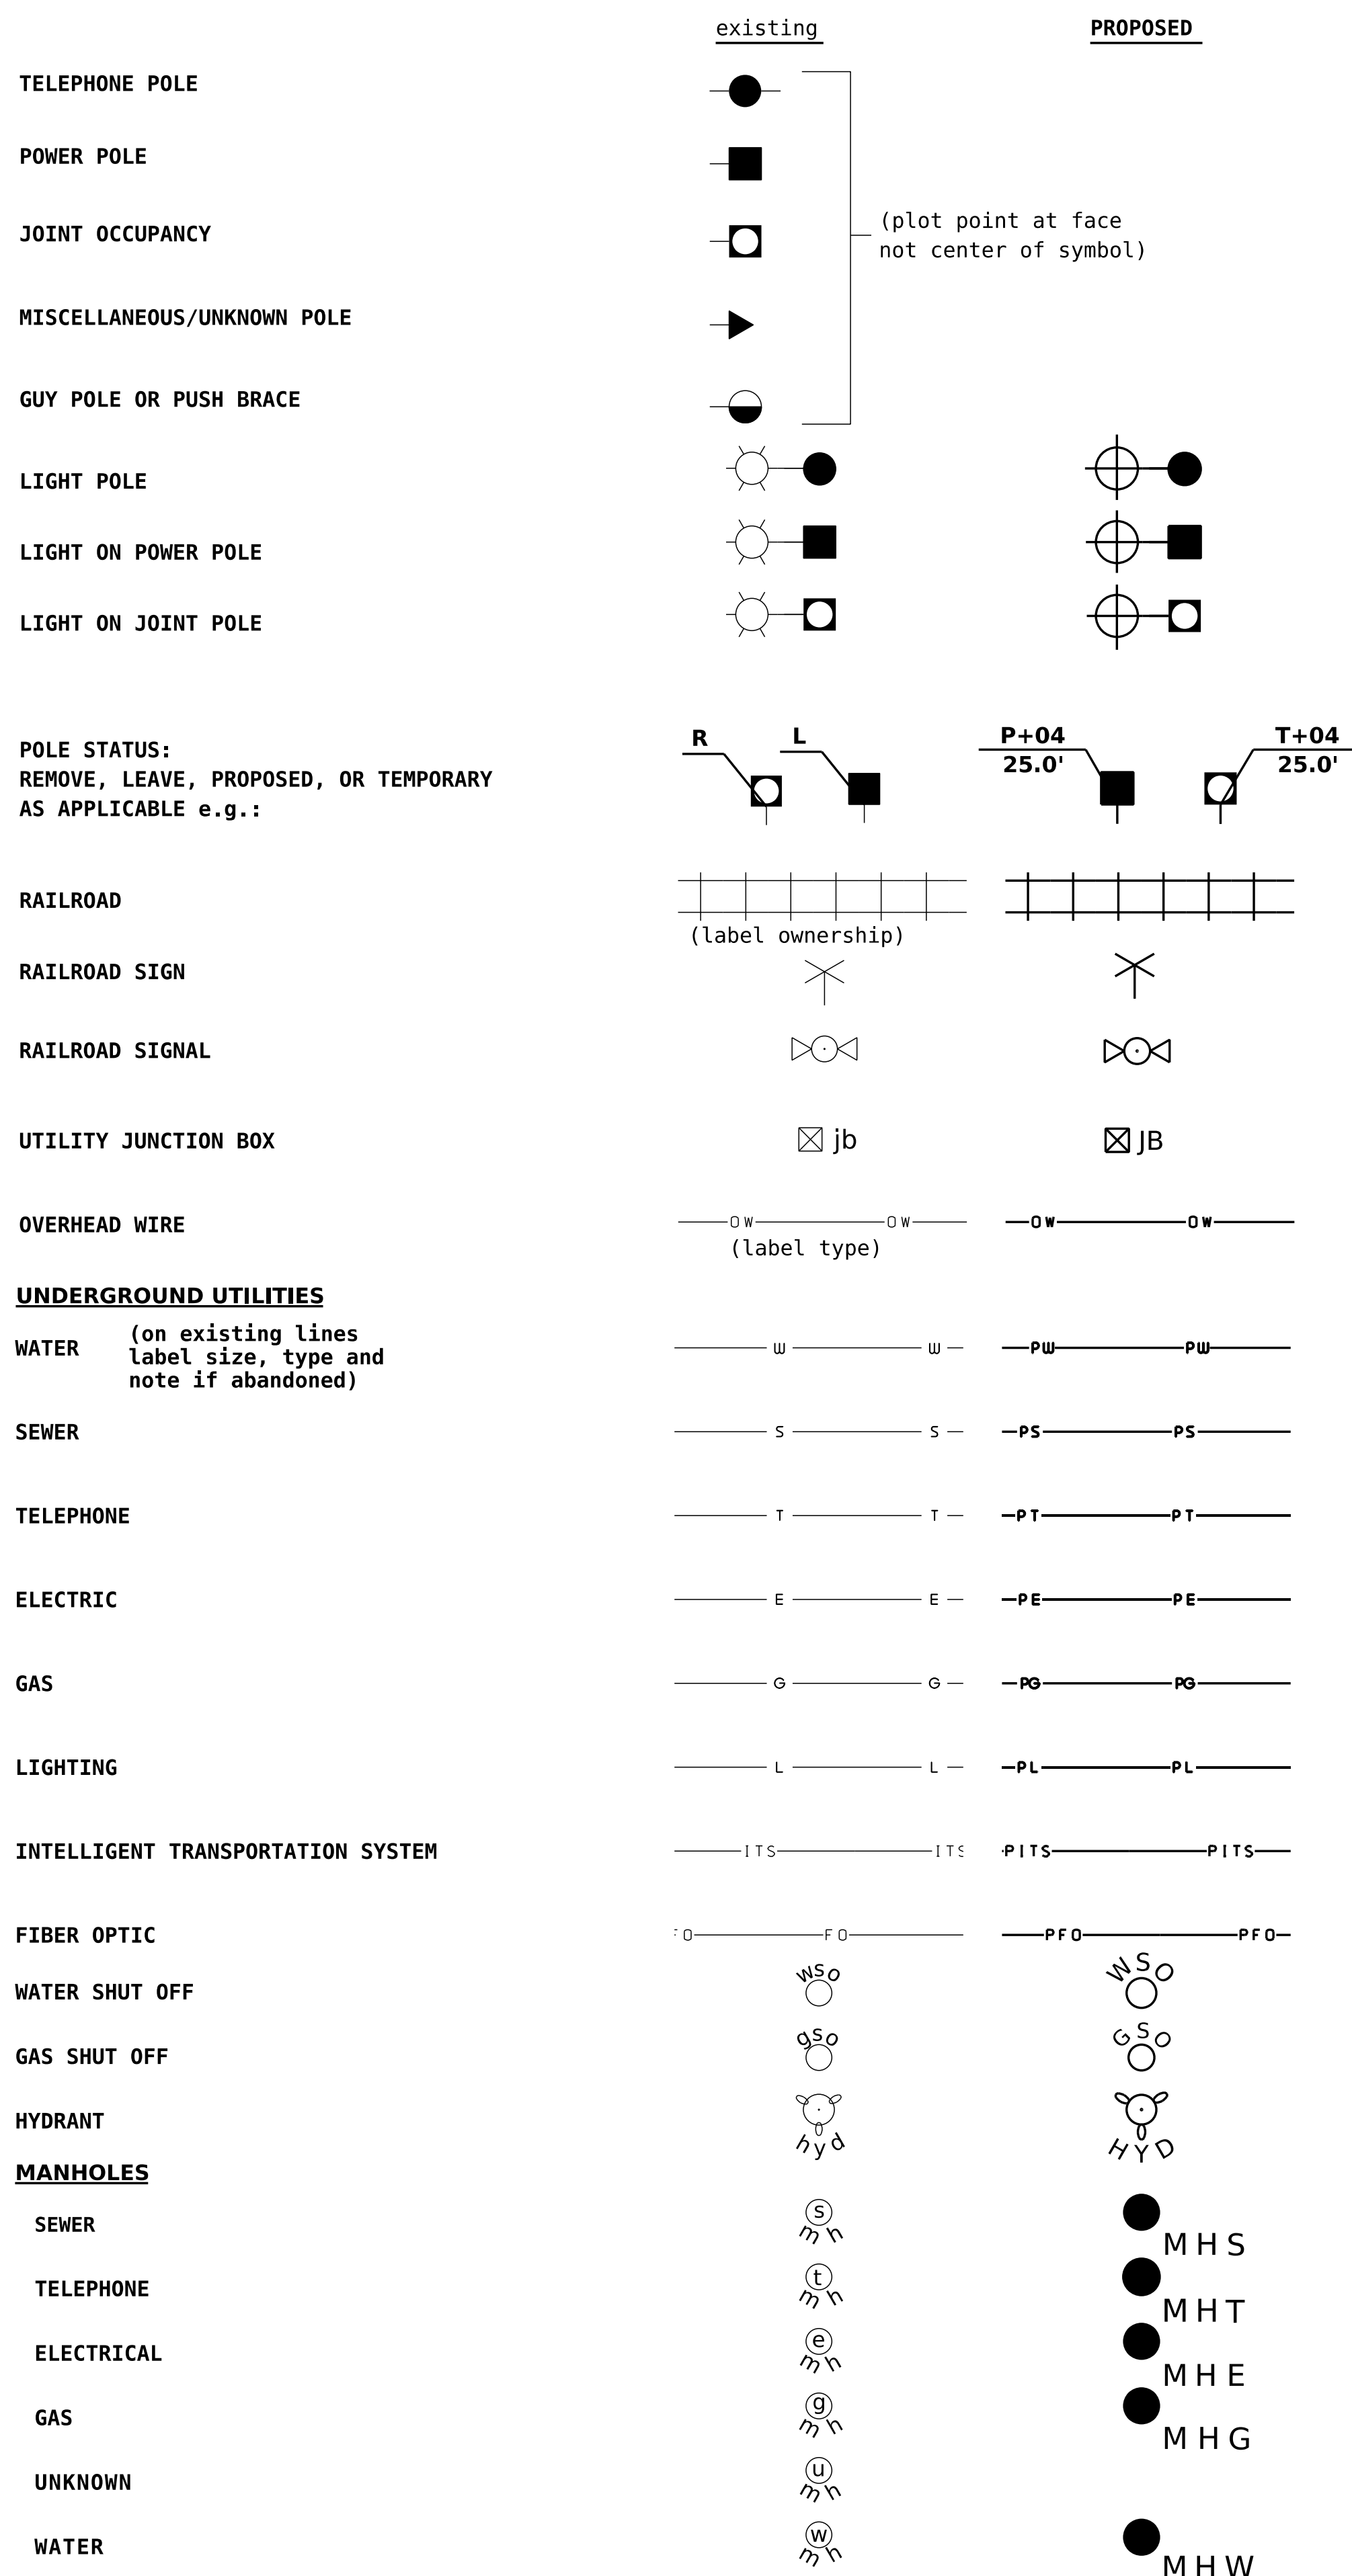 existing PROPOSED
TELEPHONE POLE
POWER POLE
JOINT OCCUPANCY
(plot point at face
not center of symbol)
MISCELLANEOUS/UNKNOWN POLE
GUY POLE OR PUSH BRACE
LIGHT POLE
LIGHT ON POWER POLE
LIGHT ON JOINT POLE
R L P+04 T+04
25.0' 25.0'
POLE STATUS:
REMOVE, LEAVE, PROPOSED, OR TEMPORARY
AS APPLICABLE e.g.:
RAILROAD
(label ownership)
RAILROAD SIGN
RAILROAD SIGNAL
UTILITY JUNCTION BOX jb JB
OVERHEAD WIRE OW OW OW OW
(label type)
UNDERGROUND UTILITIES
WATER (on existing lines
label size, type and
note if abandoned)
W W PW PW
SEWER S S PS PS
TELEPHONE T T PT PT
ELECTRIC E E PE PE
GAS G G PG PG
LIGHTING L L PL PL
INTELLIGENT TRANSPORTATION SYSTEM ITS ITS PITS PITS
FIBER OPTIC FO FO PFO PFO
WATER SHUT OFF wso WSO
GAS SHUT OFF gso GSO
HYDRANT hyd HYD
MANHOLES
SEWER s mh MHS
TELEPHONE t mh MHT
ELECTRICAL e mh MHE
GAS g mh MHG
UNKNOWN u mh
WATER w mh MHW